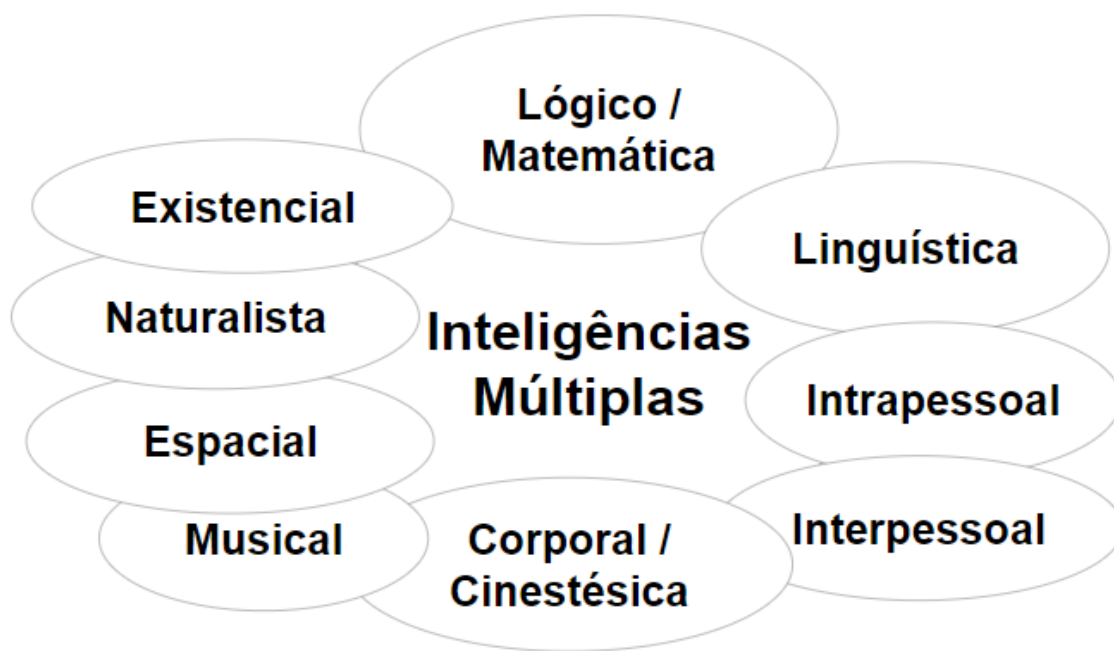 Lógico /
Matemática
Existencial
Linguística
Naturalista
Inteligências
Múltiplas
Intrapessoal
Espacial
Interpessoal
Musical
Corporal /
Cinestésica